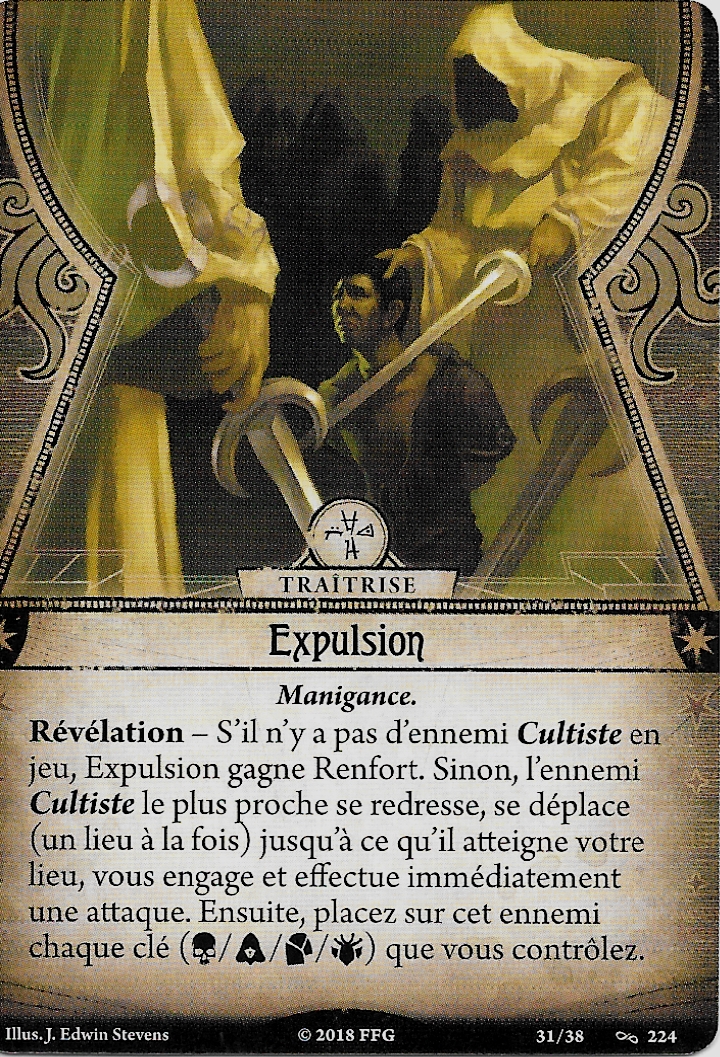 TRAÎTRISE
Expulsion
Manigance.
Révélation – S'il n'y a pas d'ennemi Cultiste en
jeu, Expulsion gagne Renfort. Sinon, l'ennemi
Cultiste le plus proche se redresse, se déplace
(un lieu à la fois) jusqu'à ce qu'il atteigne votre
lieu, vous engage et effectue immédiatement
une attaque. Ensuite, placez sur cet ennemi
chaque clé (/ / / ) que vous contrôlez.
Illus. J. Edwin Stevens © 2018 FFG 31/38 224